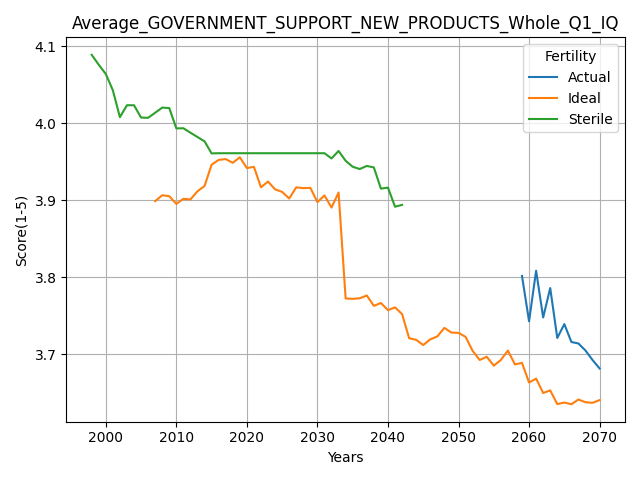 Average_GOVERNMENT_SUPPORT_NEW_PRODUCTS_Whole_Q1_IQ
Fertility
Actual
Ideal
Sterile
Score(1-5)
4.1
4.0
3.9
3.8
3.7
2000 2010 2020 2030 2040 2050 2060 2070
Years